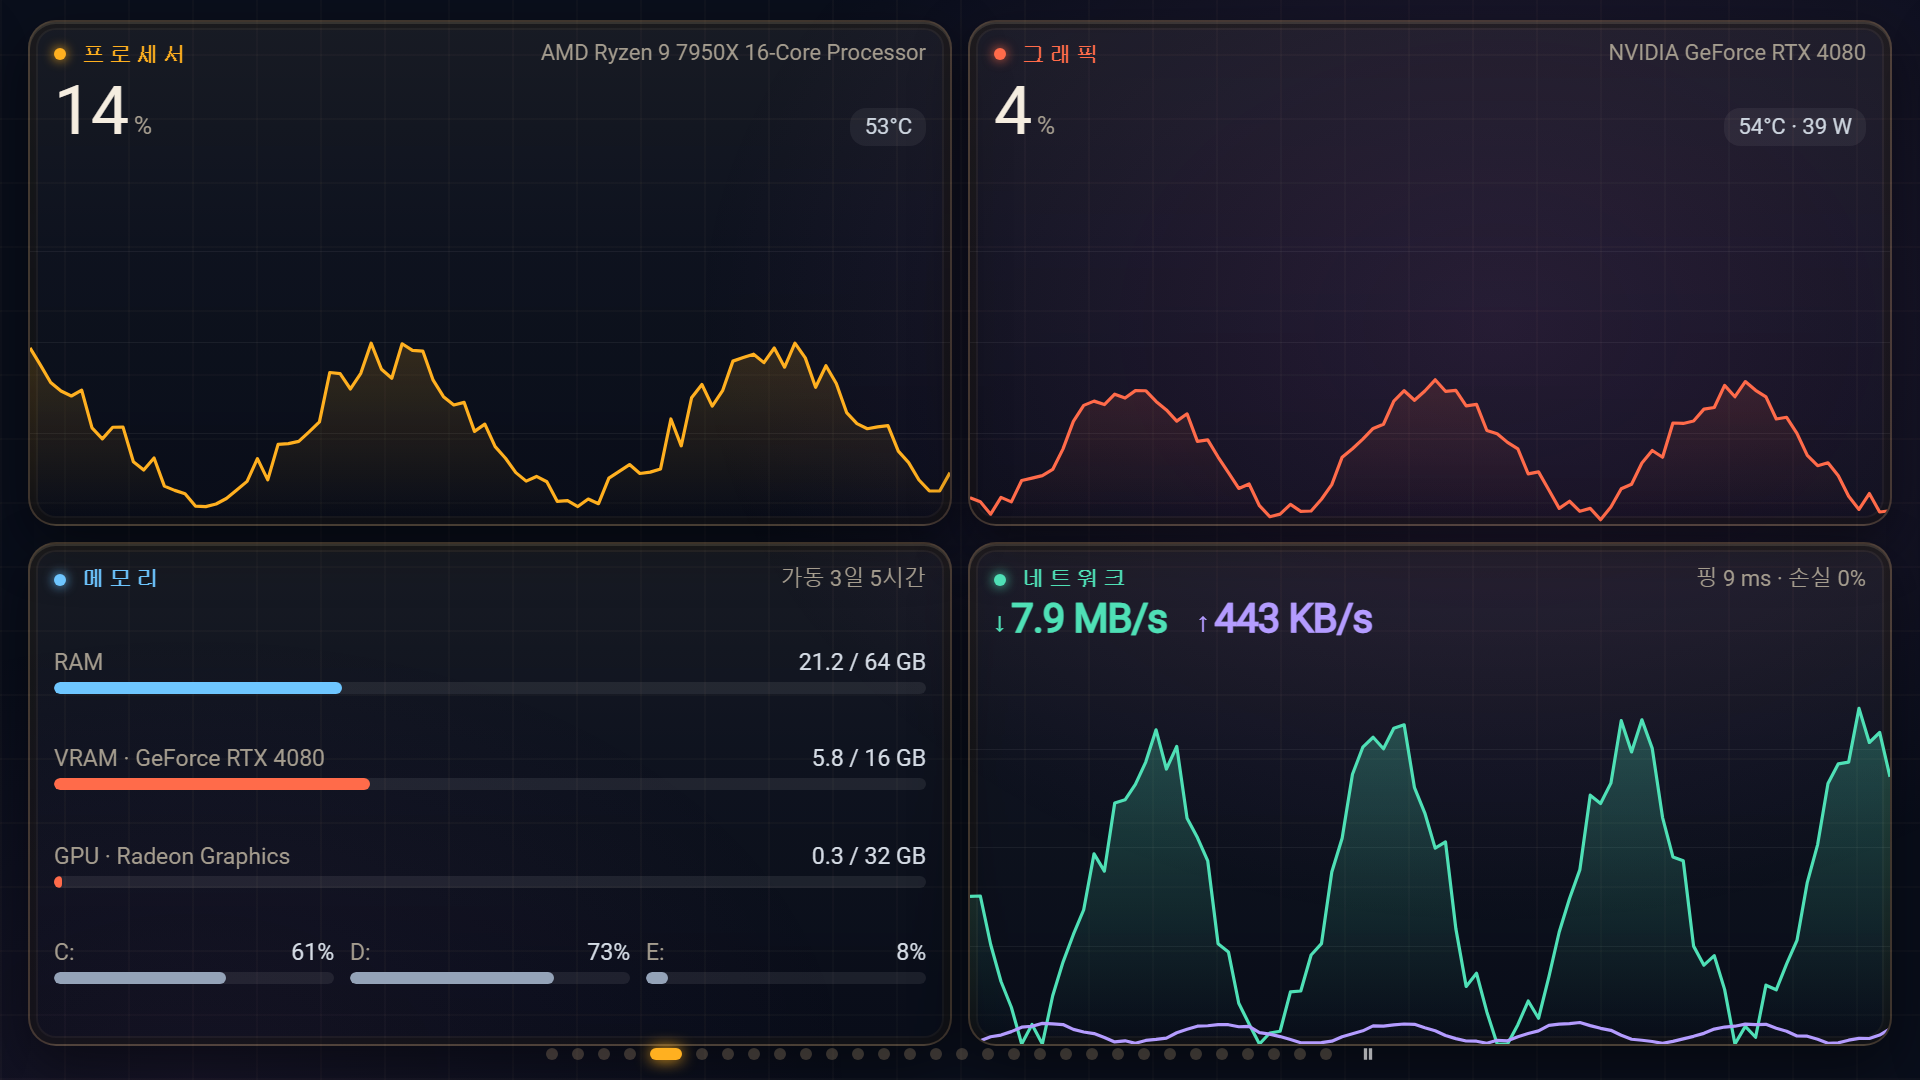 프로세서
AMD Ryzen 9 7950X 16-Core Processor
14 %
53°C
그래픽
NVIDIA GeForce RTX 4080
4 %
54°C · 39 W
메모리
가동 3일 5시간
RAM
21.2 / 64 GB
VRAM · GeForce RTX 4080
5.8 / 16 GB
GPU · Radeon Graphics
0.3 / 32 GB
C: 61% D: 73% E: 8%
네트워크
핑 9 ms · 손실 0%
↓ 7.9 MB/s ↑ 443 KB/s